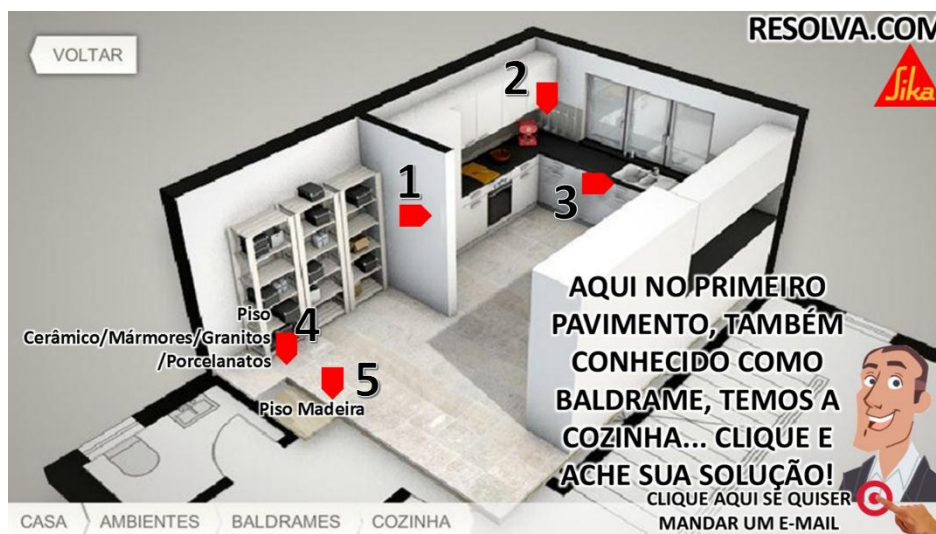 RESOLVA.COM
VOLTAR
Sika
2
1
3
Piso
Cerâmico/Mármores/Granitos
/Porcelanatos
4
5
Piso Madeira
AQUI NO PRIMEIRO
PAVIMENTO, TAMBÉM
CONHECIDO COMO
BALDRAME, TEMOS A
COZINHA... CLIQUE E
ACHE SUA SOLUÇÃO!
CLIQUE AQUI SE QUISER
MANDAR UM E-MAIL
CASA AMBIENTES BALDRAMES COZINHA